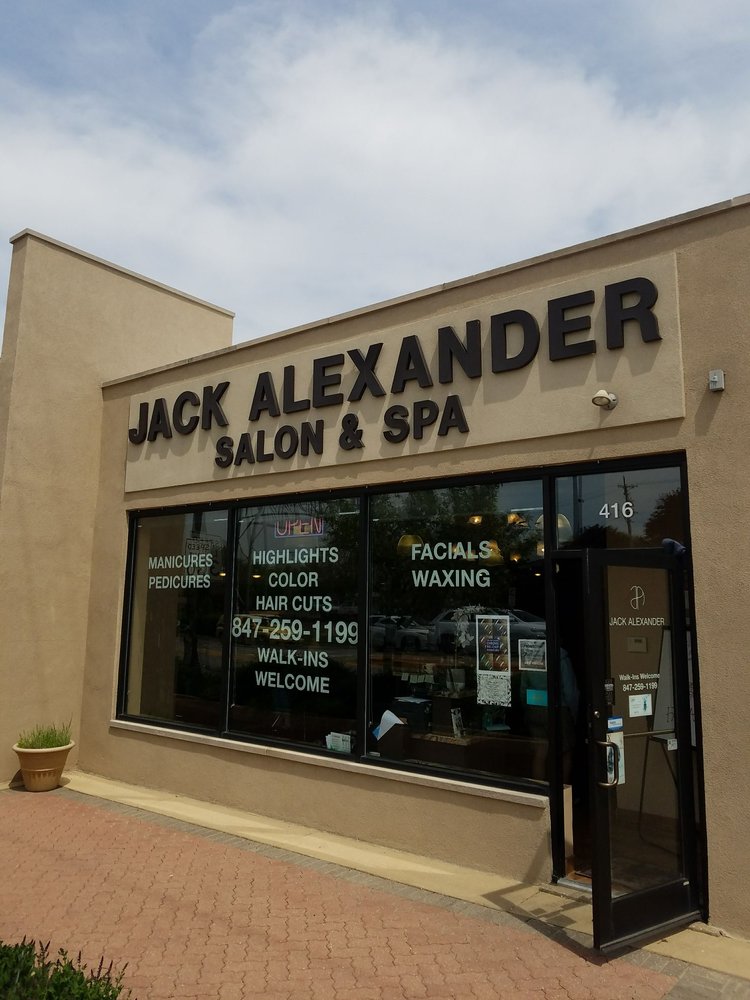 JACK ALEXANDER
SALON & SPA
416
OPEN
MANICURES
PEDICURES
HIGHLIGHTS
COLOR
HAIR CUTS
847-259-1199
WALK-INS
WELCOME
FACIALS
WAXING
JACK ALEXANDER
Walk-Ins Welcome
847-259-1199